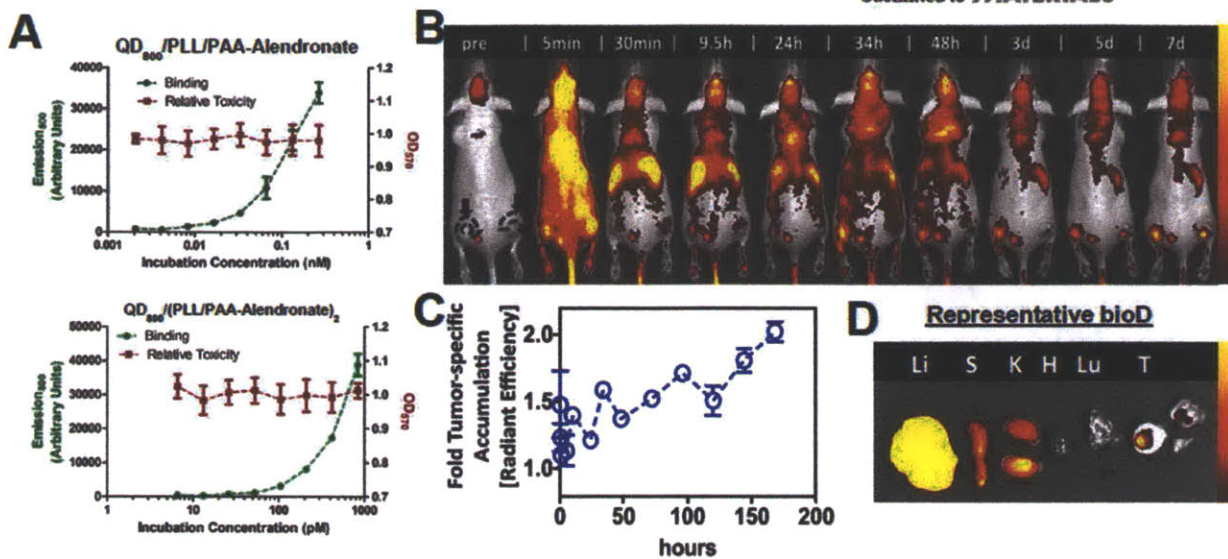 A
QD800/PLL/PAA-Alendronate
Binding
Relative Toxicity
Emission800
(Arbitrary Units)
40000
30000
20000
10000
0
1.2
1.1
1.0
0.9
0.8
0.7
OD570
0.001
0.01
0.1
1
Incubation Concentration (nM)
QD800/(PLL/PAA-Alendronate)2
Binding
Relative Toxicity
Emission800
(Arbitrary Units)
50000
40000
30000
20000
10000
0
1.2
1.1
1.0
0.9
0.8
0.7
OD570
1
10
100
1000
Incubation Concentration (pM)
B
pre | 5min | 30min | 9.5h | 24h | 34h | 48h | 3d | 5d | 7d
C
Fold Tumor-specific
Accumulation
[Radiant Efficiency]
2.0
1.5
1.0
0 50 100 150 200
hours
D
Representative bioD
Li S K H Lu T